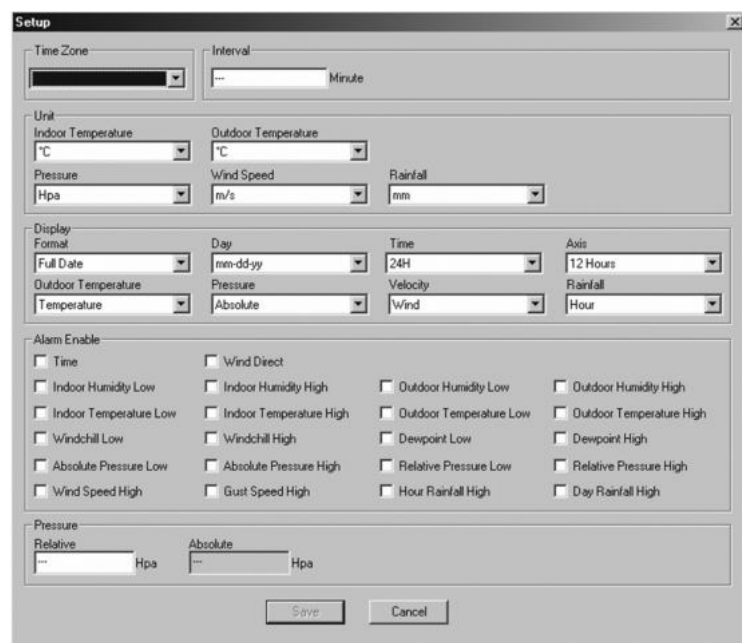 Setup
Time Zone Interval
--- Minute
Unit
Indoor Temperature Outdoor Temperature
°C °C
Pressure Wind Speed Rainfall
Hpa m/s mm
Display
Format Day Time Axis
Full Date mm-dd-yy 24H 12 Hours
Outdoor Temperature Pressure Velocity Rainfall
Temperature Absolute Wind Hour
Alarm Enable
Time Wind Direct
Indoor Humidity Low Indoor Humidity High Outdoor Humidity Low Outdoor Humidity High
Indoor Temperature Low Indoor Temperature High Outdoor Temperature Low Outdoor Temperature High
Windchill Low Windchill High Dewpoint Low Dewpoint High
Absolute Pressure Low Absolute Pressure High Relative Pressure Low Relative Pressure High
Wind Speed High Gust Speed High Hour Rainfall High Day Rainfall High
Pressure
Relative Absolute
--- Hpa --- Hpa
Save Cancel